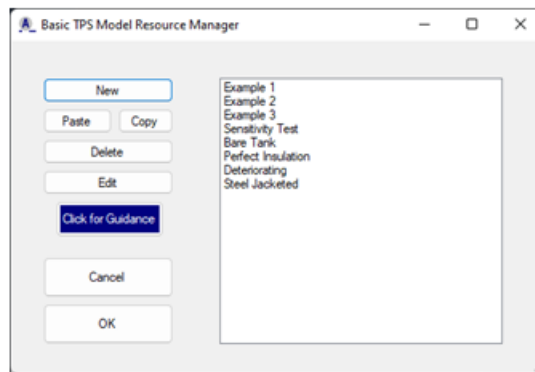 Basic TPS Model Resource Manager
New
Paste Copy
Delete
Edit
Click for Guidance
Cancel
OK
Example 1
Example 2
Example 3
Sensitivity Test
Bare Tank
Perfect Insulation
Deteriorating
Steel Jacketed